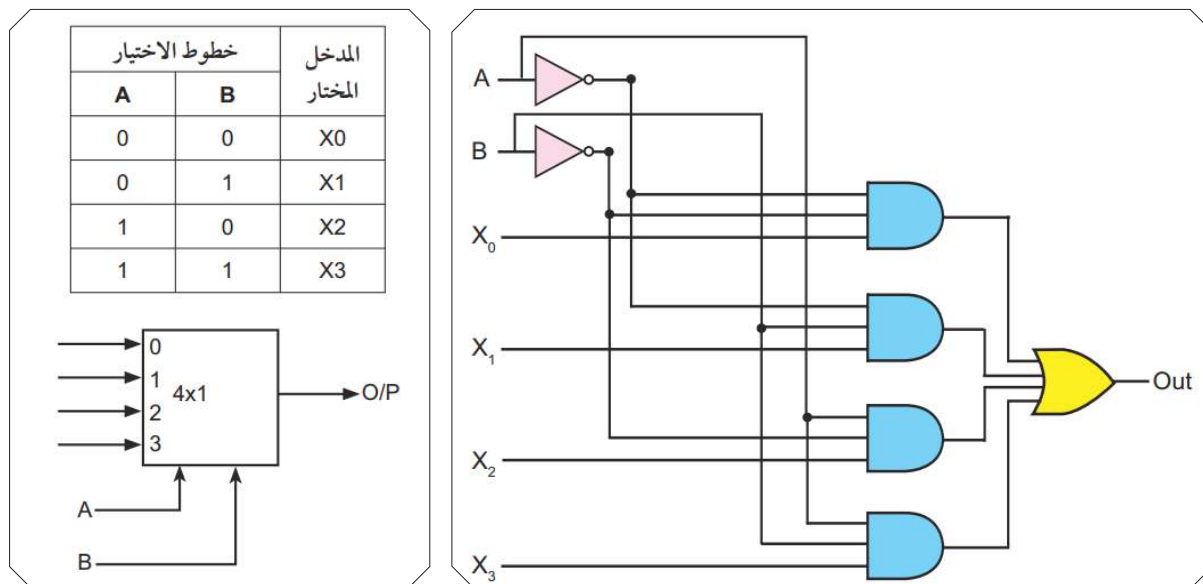 خطوط الاختيار
المدخل
المختار
A B
0 0 X0
0 1 X1
1 0 X2
1 1 X3
0
1
4x1
2
3
O/P
A
B
A
B
X0
X1
X2
X3
Out